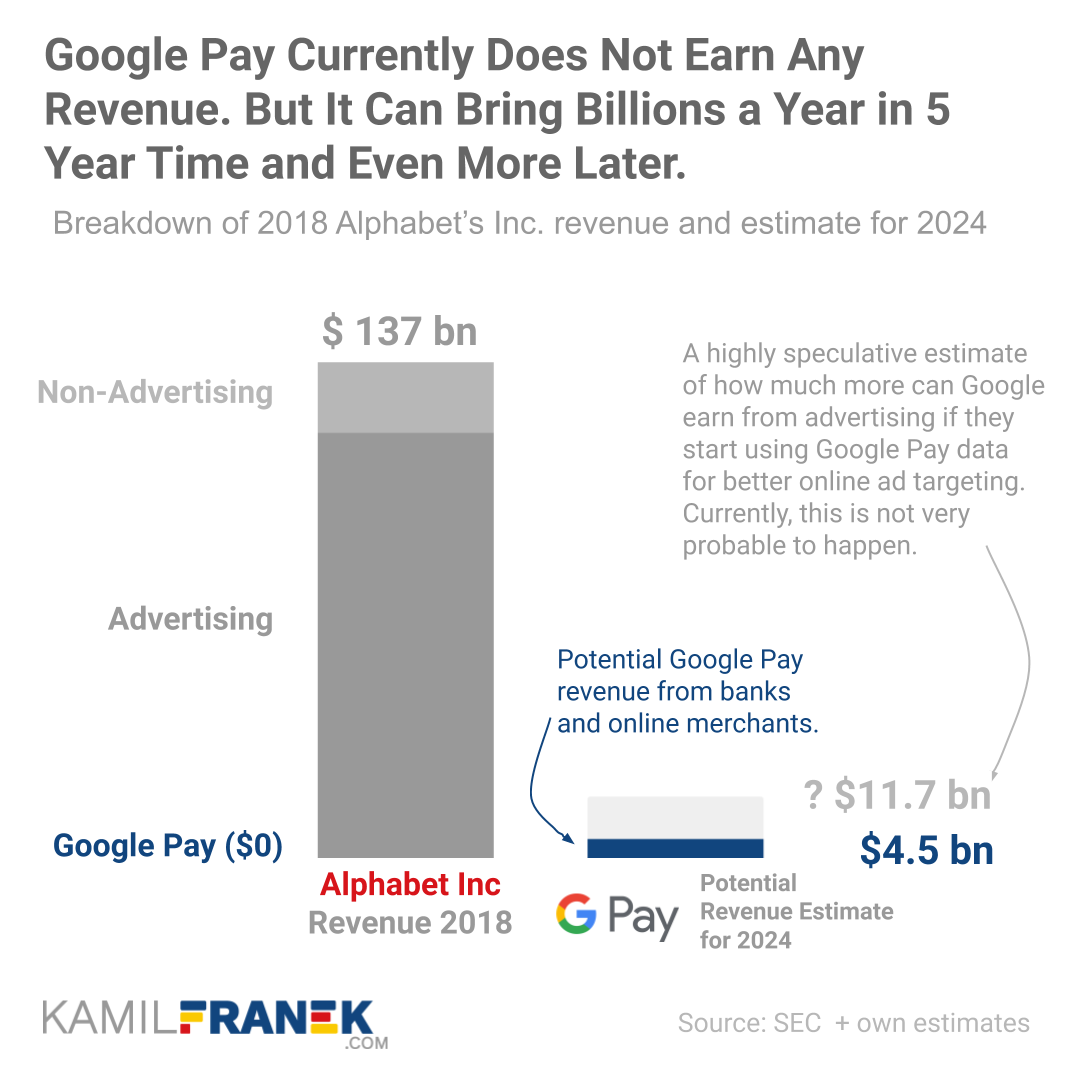 Google Pay Currently Does Not Earn Any
Revenue. But It Can Bring Billions a Year in 5
Year Time and Even More Later.
Breakdown of 2018 Alphabet’s Inc. revenue and estimate for 2024
$ 137 bn
Non-Advertising
Advertising
Google Pay ($0)
Alphabet Inc
Revenue 2018
A highly speculative estimate
of how much more can Google
earn from advertising if they
start using Google Pay data
for better online ad targeting.
Currently, this is not very
probable to happen.
Potential Google Pay
revenue from banks
and online merchants.
? $11.7 bn
$4.5 bn
G Pay
Potential
Revenue Estimate
for 2024
KAMILFRANEK
.COM
Source: SEC + own estimates